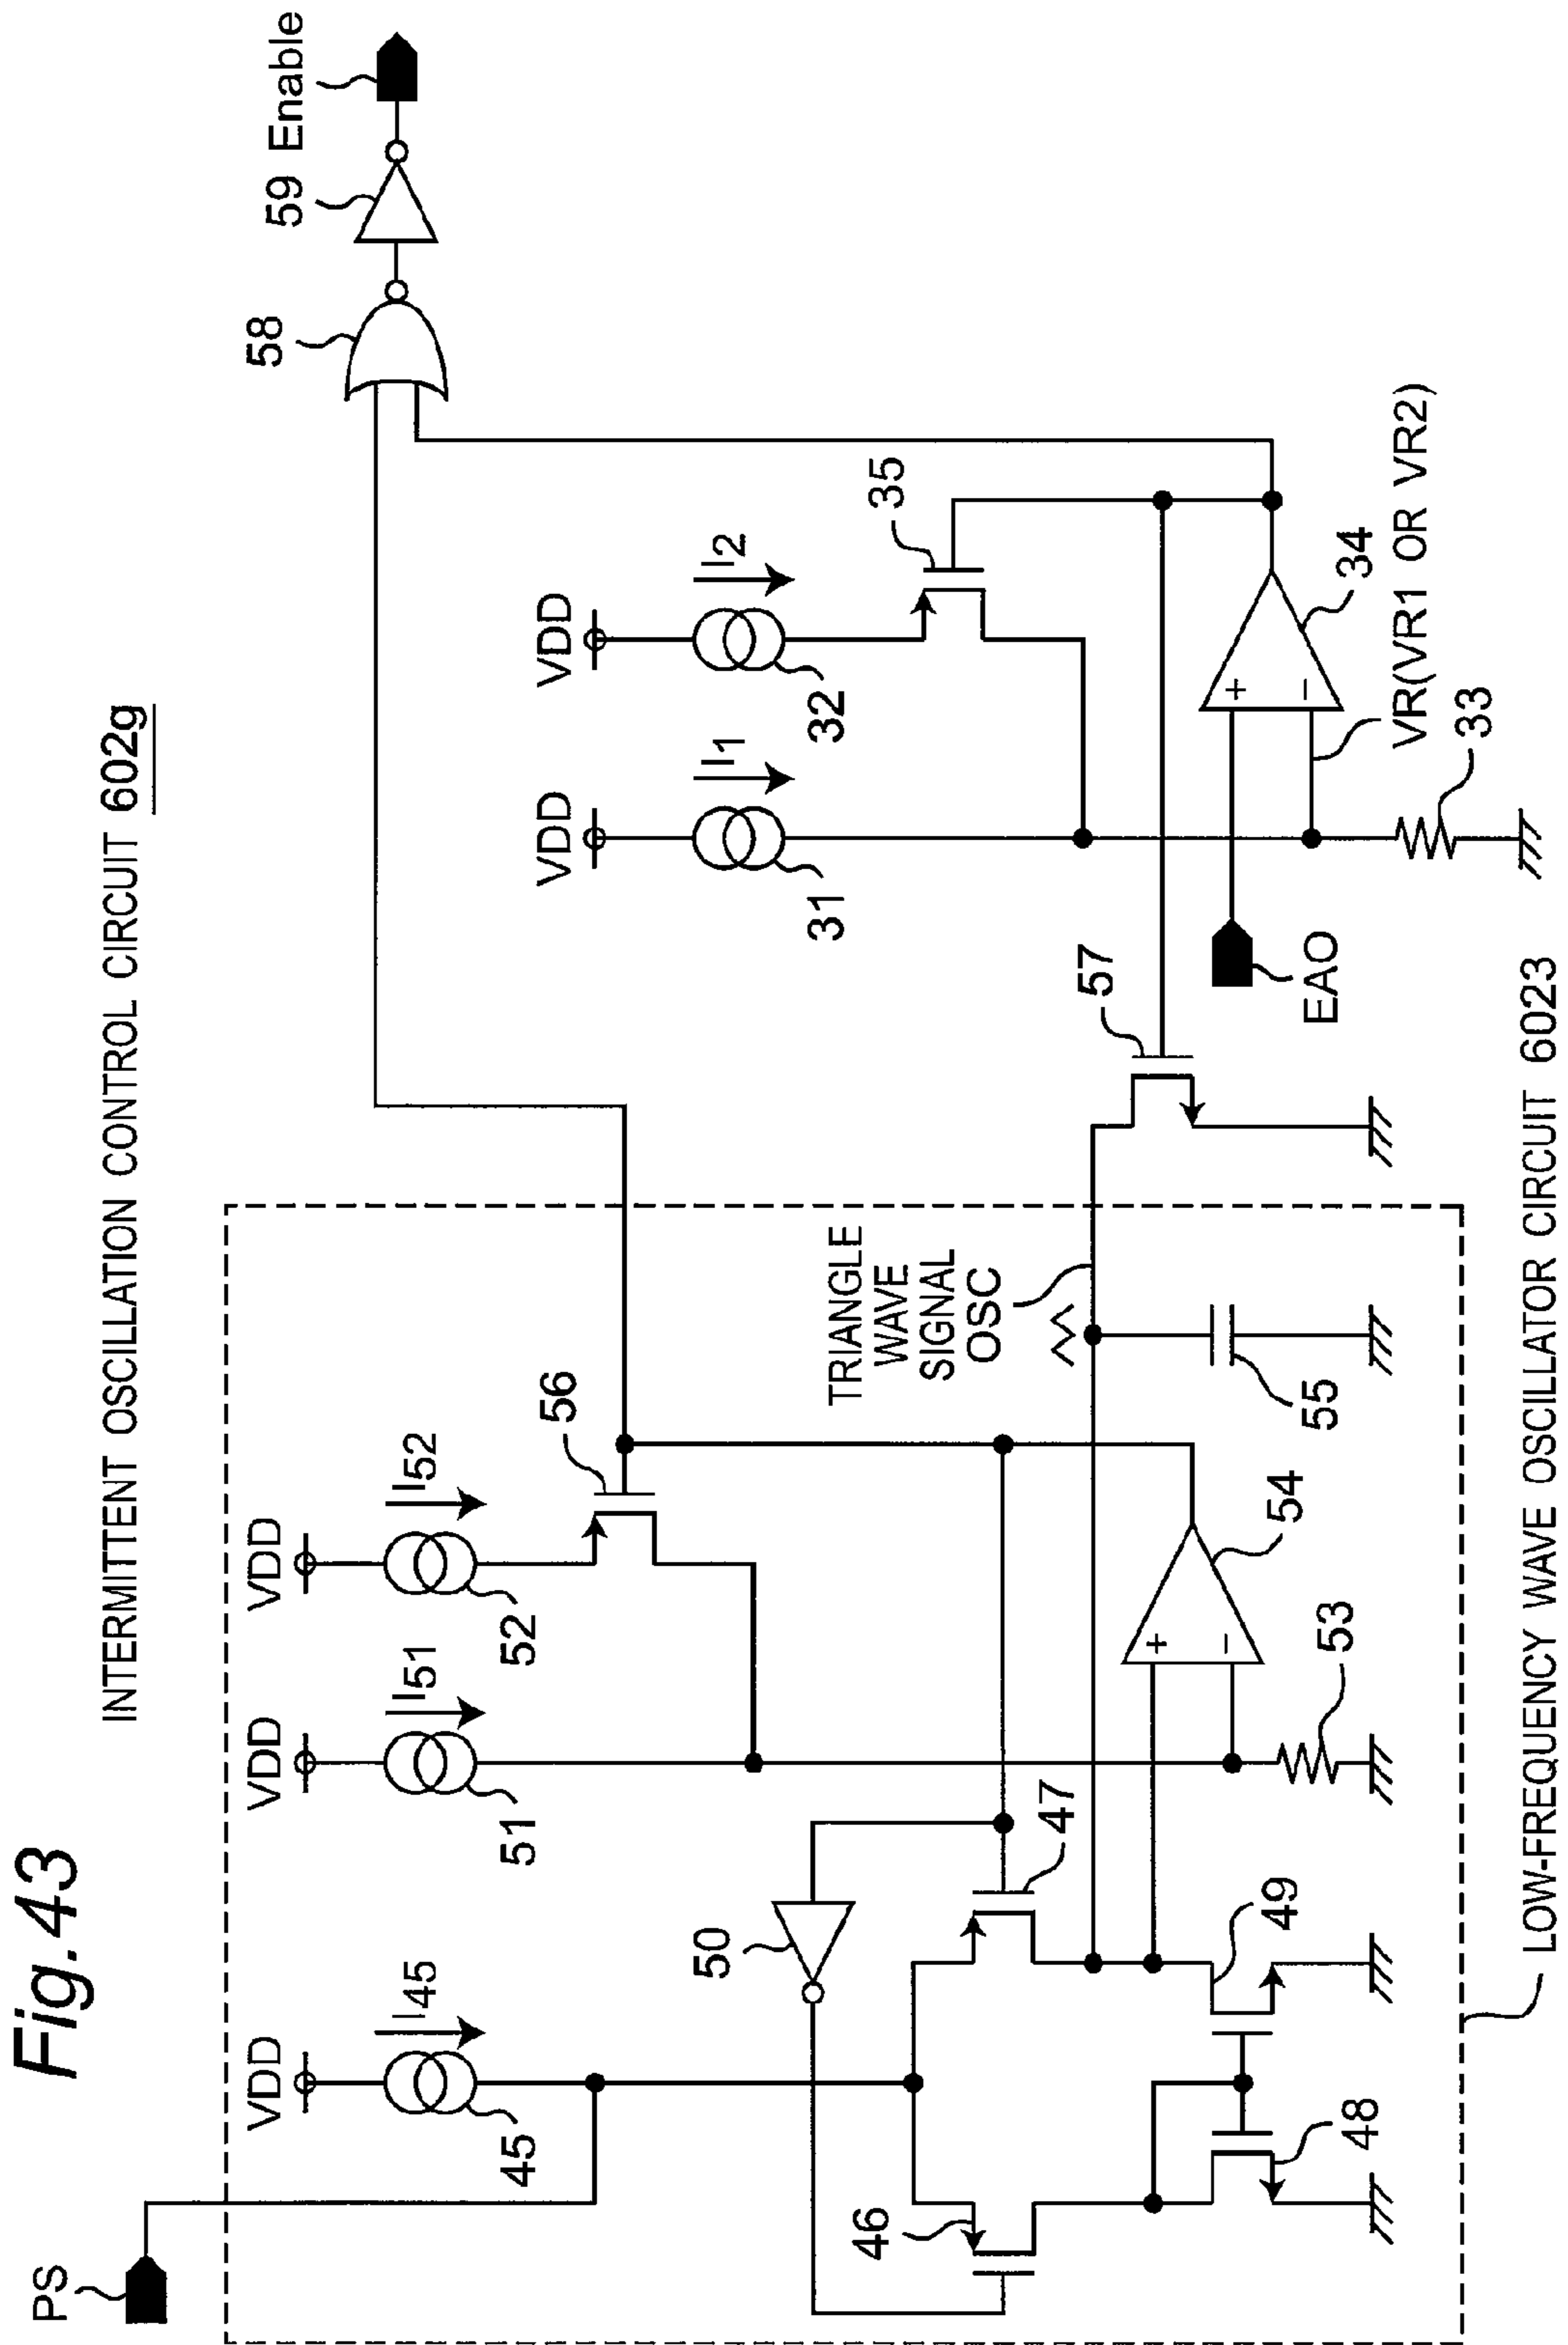 Fig.43
INTERMITTENT OSCILLATION CONTROL CIRCUIT 602g
PS
VDD
I45
45
VDD
I51
51
VDD
I52
52
56
50
46
47
48
49
53
54
TRIANGLE
WAVE
SIGNAL
OSC
55
57
VDD
I1
31
VDD
I2
32
35
EAO
+
−
+
−
34
VR(VR1 OR VR2)
33
58
59
Enable
LOW-FREQUENCY WAVE OSCILLATOR CIRCUIT 6023